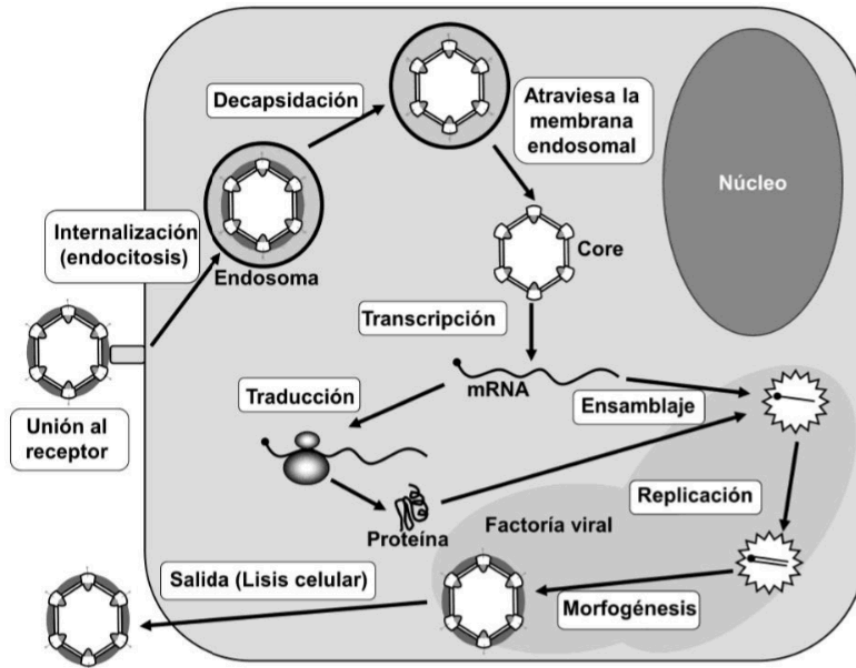 Decapsidación
Atraviesa la
membrana
endosomal
Núcleo
Internalización
(endocitosis)
Endosoma
Core
Unión al
receptor
Transcripción
mRNA
Traducción
Ensamblaje
Proteína
Replicación
Factoría viral
Morfogénesis
Salida (Lisis celular)